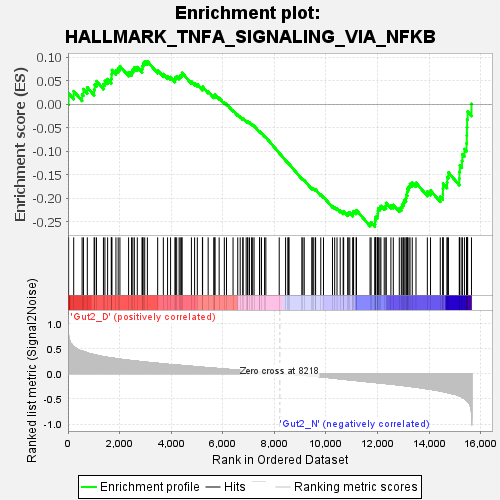 Enrichment plot:
HALLMARK_TNFA_SIGNALING_VIA_NFKB
Enrichment score (ES)
0.10
0.05
0.00
-0.05
-0.10
-0.15
-0.20
-0.25
Ranked list metric (Signal2Noise)
'Gut2_D' (positively correlated)
1.0
0.5
0.0
-0.5
-1.0
Zero cross at 8218
'Gut2_N' (negatively correlated)
0
2,000
4,000
6,000
8,000
10,000
12,000
14,000
16,000
Rank in Ordered Dataset
Enrichment profile
Hits
Ranking metric scores